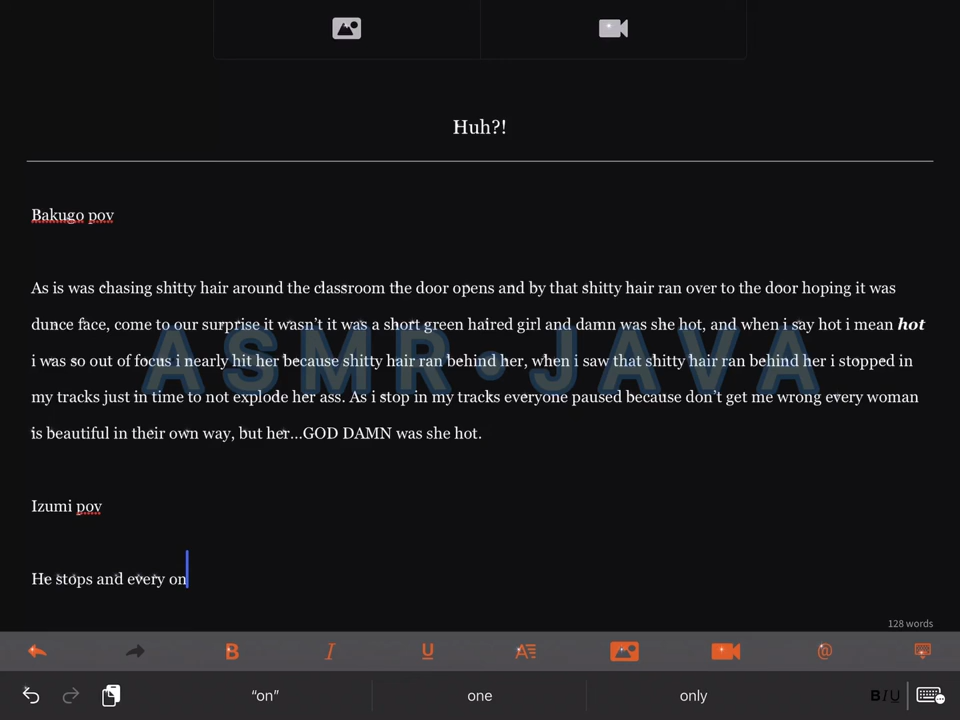 Huh?!
Bakugo pov
As is was chasing shitty hair around the classroom the door opens and by that shitty hair ran over to the door hoping it was
dunce face, come to our surprise it wasn't it was a short green haired girl and damn was she hot, and when i say hot i mean hot
i was so out of focus i nearly hit her because shitty hair ran behind her, when i saw that shitty hair ran behind her i stopped in
my tracks just in time to not explode her ass. As i stop in my tracks everyone paused because don't get me wrong every woman
is beautiful in their own way, but her...GOD DAMN was she hot.
ASMR•JAVA
Izumi pov
He stops and every on
128 words
B I U A @
"on" one only B I U